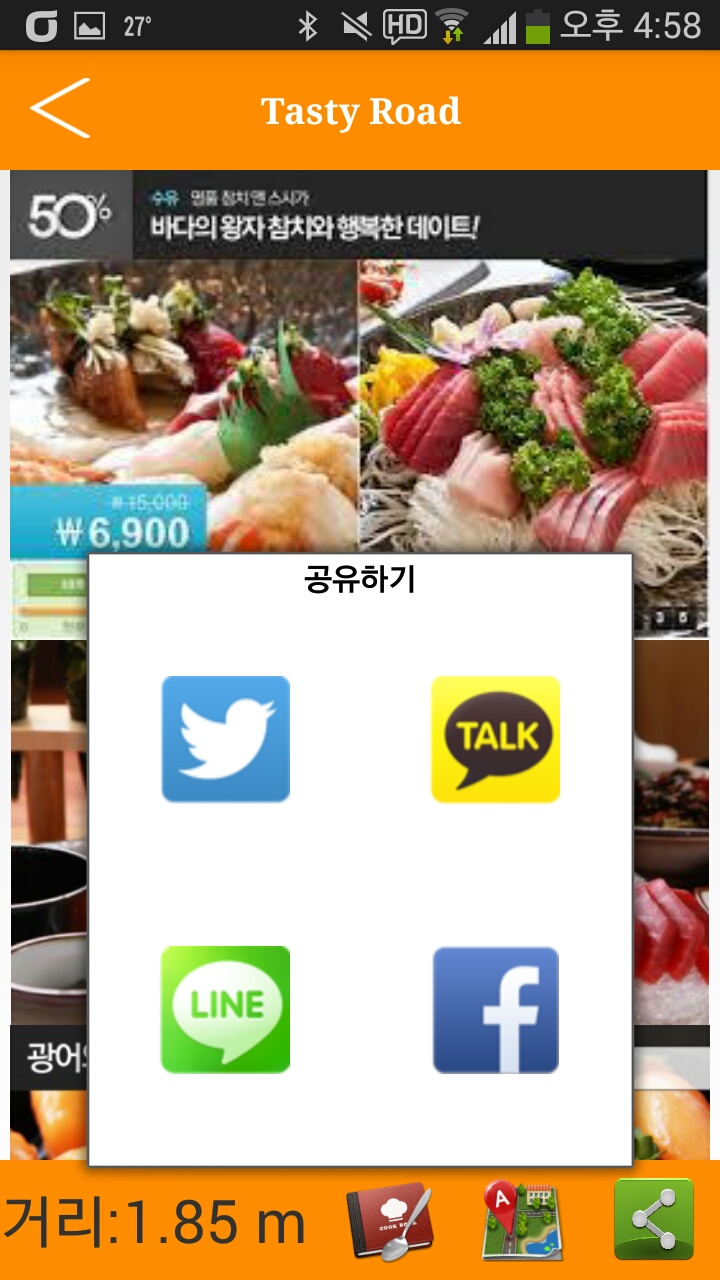 27°
HD
오후 4:58
Tasty Road
50%
수유 명품 참치 앤 스시가
바다의 왕자 참치와 행복한 데이트!
₩15,000
₩6,900
공유하기
TALK
LINE
f
광어
거리:1.85 m
COOK
A